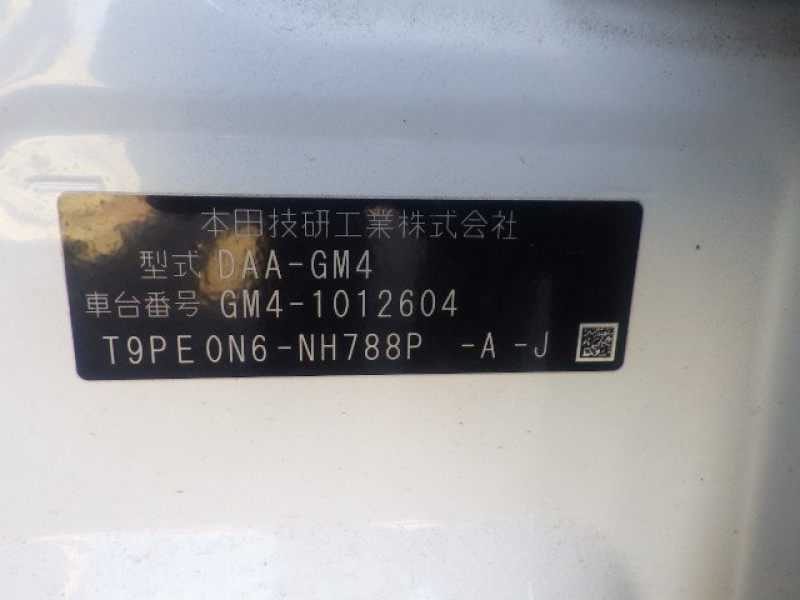 本田技研工業株式会社
型式 DAA-GM4
車台番号 GM4-1012604
T9PE0N6-NH788P -A -J